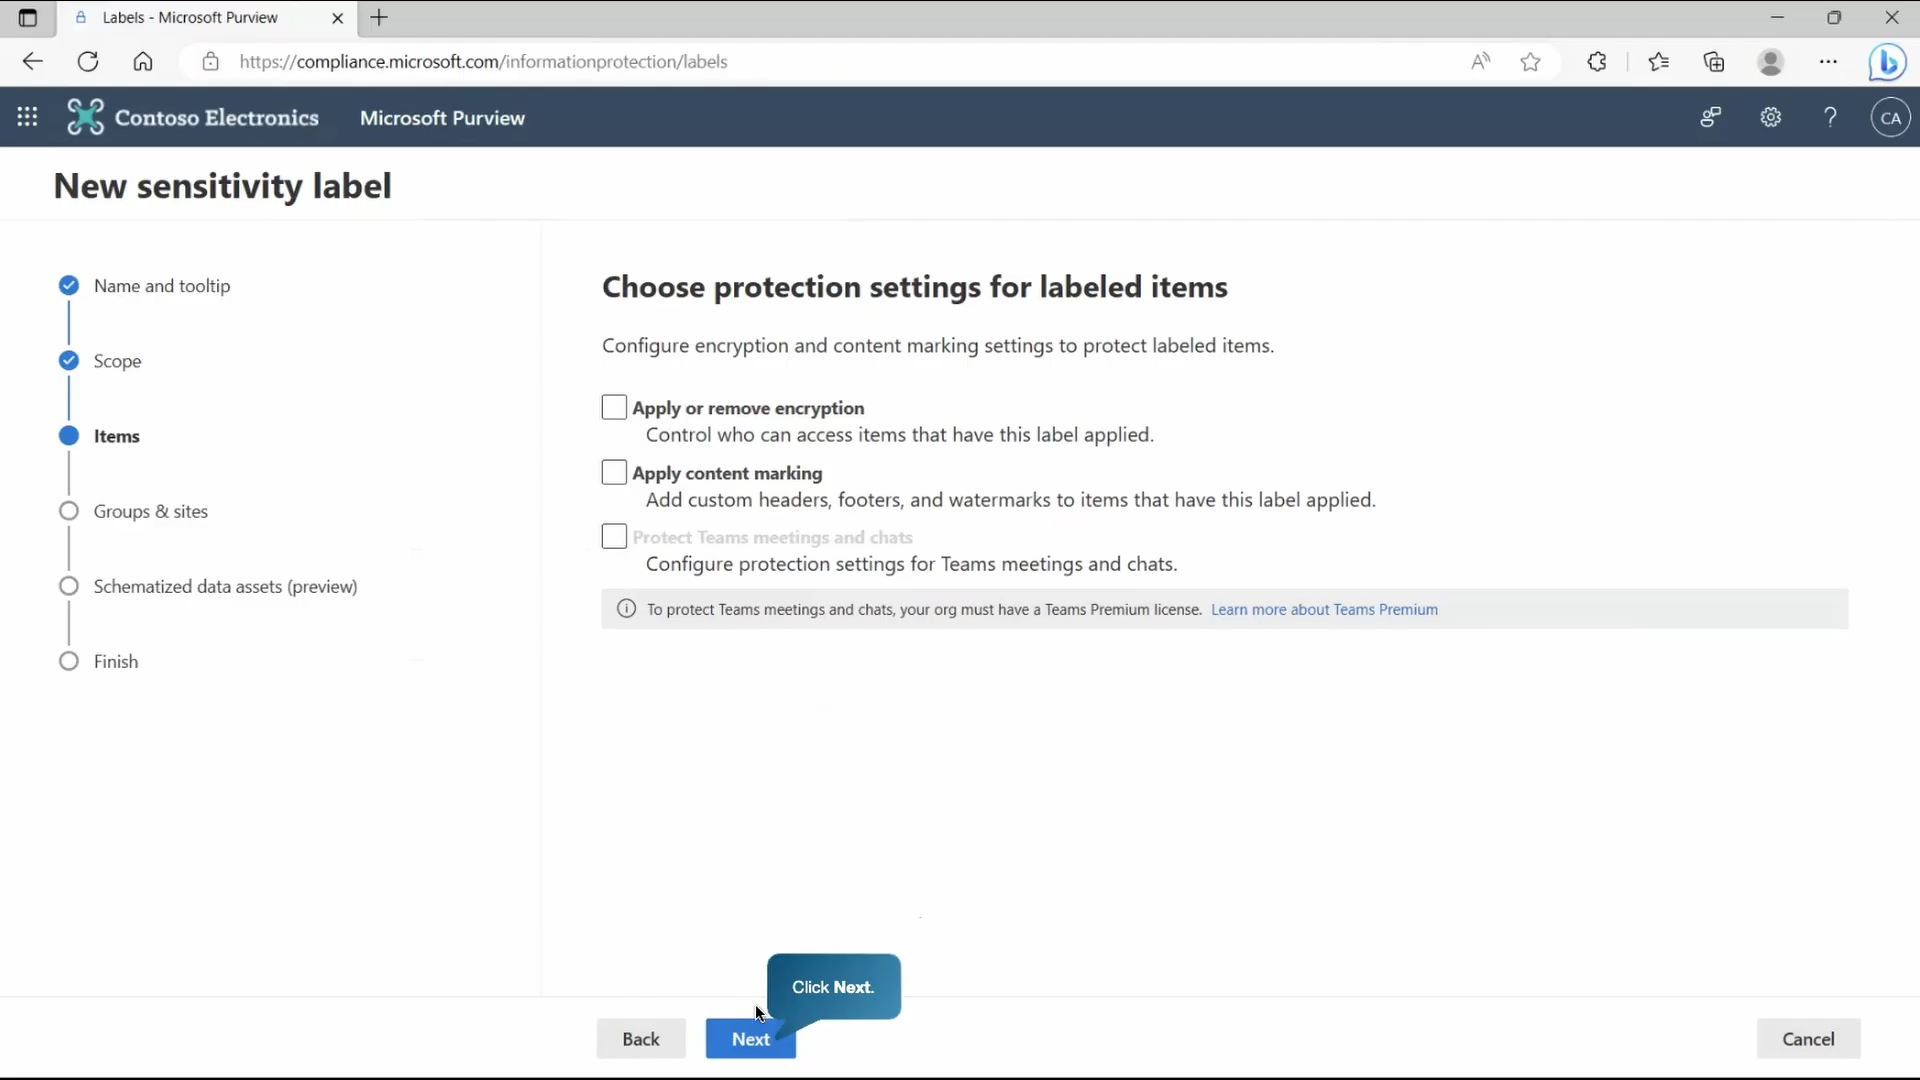 Labels - Microsoft Purview
https://compliance.microsoft.com/informationprotection/labels
Contoso Electronics
Microsoft Purview
CA
New sensitivity label
Name and tooltip
Scope
Items
Groups & sites
Schematized data assets (preview)
Finish
Choose protection settings for labeled items
Configure encryption and content marking settings to protect labeled items.
Apply or remove encryption
Control who can access items that have this label applied.
Apply content marking
Add custom headers, footers, and watermarks to items that have this label applied.
Protect Teams meetings and chats
Configure protection settings for Teams meetings and chats.
To protect Teams meetings and chats, your org must have a Teams Premium license. Learn more about Teams Premium
Click Next.
Back
Next
Cancel